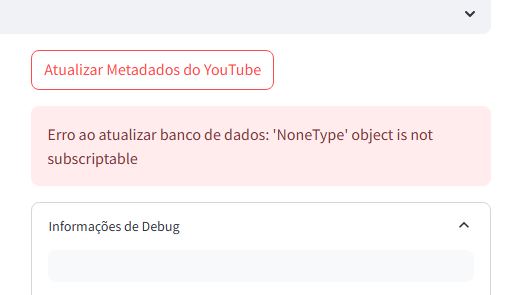 Atualizar Metadados do YouTube
Erro ao atualizar banco de dados: 'NoneType' object is not
subscriptable
Informações de Debug